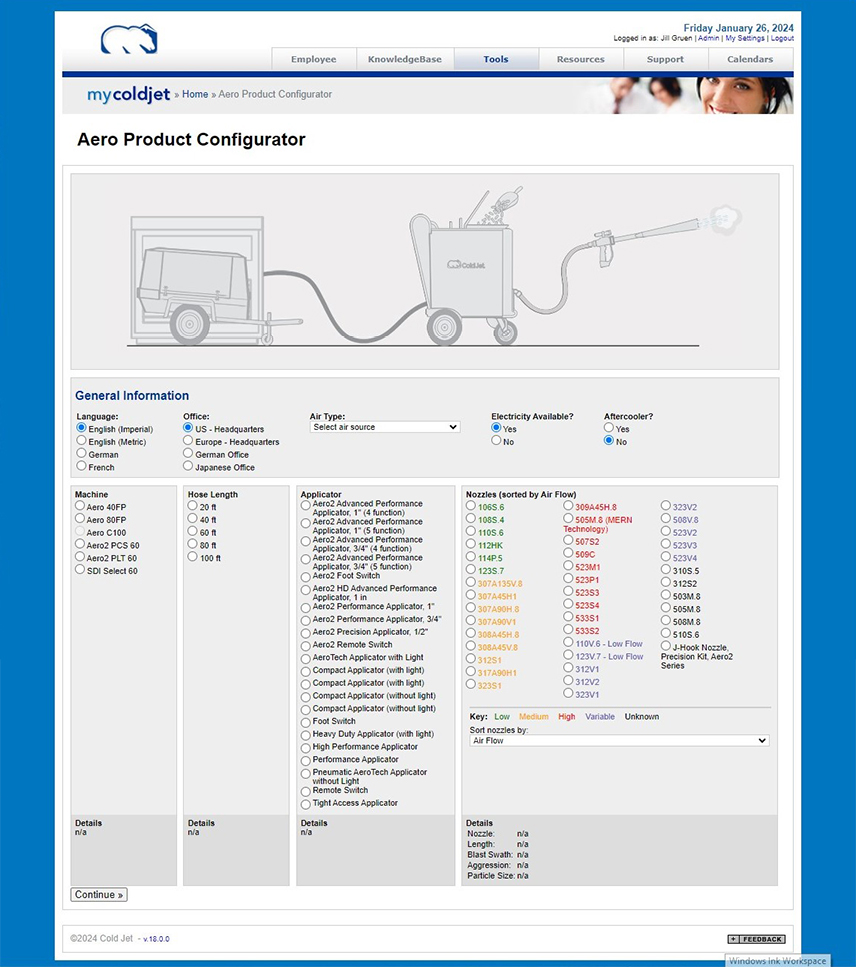 Friday January 26, 2024
Logged in as: Jill Gruen | Admin | My Settings | Logout
Employee
KnowledgeBase
Tools
Resources
Support
Calendars
mycoldjet » Home » Aero Product Configurator
Aero Product Configurator
ColdJet
General Information
Language:
English (Imperial)
English (Metric)
German
French
Office:
US - Headquarters
Europe - Headquarters
German Office
Japanese Office
Air Type:
Select air source
Electricity Available?
Yes
No
Aftercooler?
Yes
No
Machine
Aero 40FP
Aero 80FP
Aero C100
Aero2 PCS 60
Aero2 PLT 60
SDI Select 60
Details
n/a
Hose Length
20 ft
40 ft
60 ft
80 ft
100 ft
Details
n/a
Applicator
Aero2 Advanced Performance
Applicator, 1" (4 function)
Aero2 Advanced Performance
Applicator, 1" (5 function)
Aero2 Advanced Performance
Applicator, 3/4" (4 function)
Aero2 Advanced Performance
Applicator, 3/4" (5 function)
Aero2 Foot Switch
Aero2 HD Advanced Performance
Applicator, 1 in
Aero2 Performance Applicator, 1"
Aero2 Performance Applicator, 3/4"
Aero2 Precision Applicator, 1/2"
Aero2 Remote Switch
AeroTech Applicator with Light
Compact Applicator (with light)
Compact Applicator (with light)
Compact Applicator (without light)
Compact Applicator (without light)
Foot Switch
Heavy Duty Applicator (with light)
High Performance Applicator
Performance Applicator
Pneumatic AeroTech Applicator
without Light
Remote Switch
Tight Access Applicator
Details
n/a
Nozzles (sorted by Air Flow)
106S.6
108S.4
110S.6
112HK
114P.5
123S.7
307A135V.8
307A45H1
307A90H.8
307A90V1
308A45H.8
308A45V.8
312S1
317A90H1
323S1
309A45H.8
505M.8 (MERN
Technology)
507S2
509C
523M1
523P1
523S3
523S4
533S1
533S2
110V.6 - Low Flow
123V.7 - Low Flow
312V1
312V2
323V1
323V2
508V.8
523V2
523V3
523V4
310S.5
312S2
503M.8
505M.8
508M.8
510S.6
J-Hook Nozzle,
Precision Kit, Aero2
Series
Key: Low Medium High Variable Unknown
Sort nozzles by:
Air Flow
Details
Nozzle: n/a
Length: n/a
Blast Swath: n/a
Aggression: n/a
Particle Size: n/a
Continue »
©2024 Cold Jet - v.18.0.0
+ FEEDBACK
Windows Ink Workspace